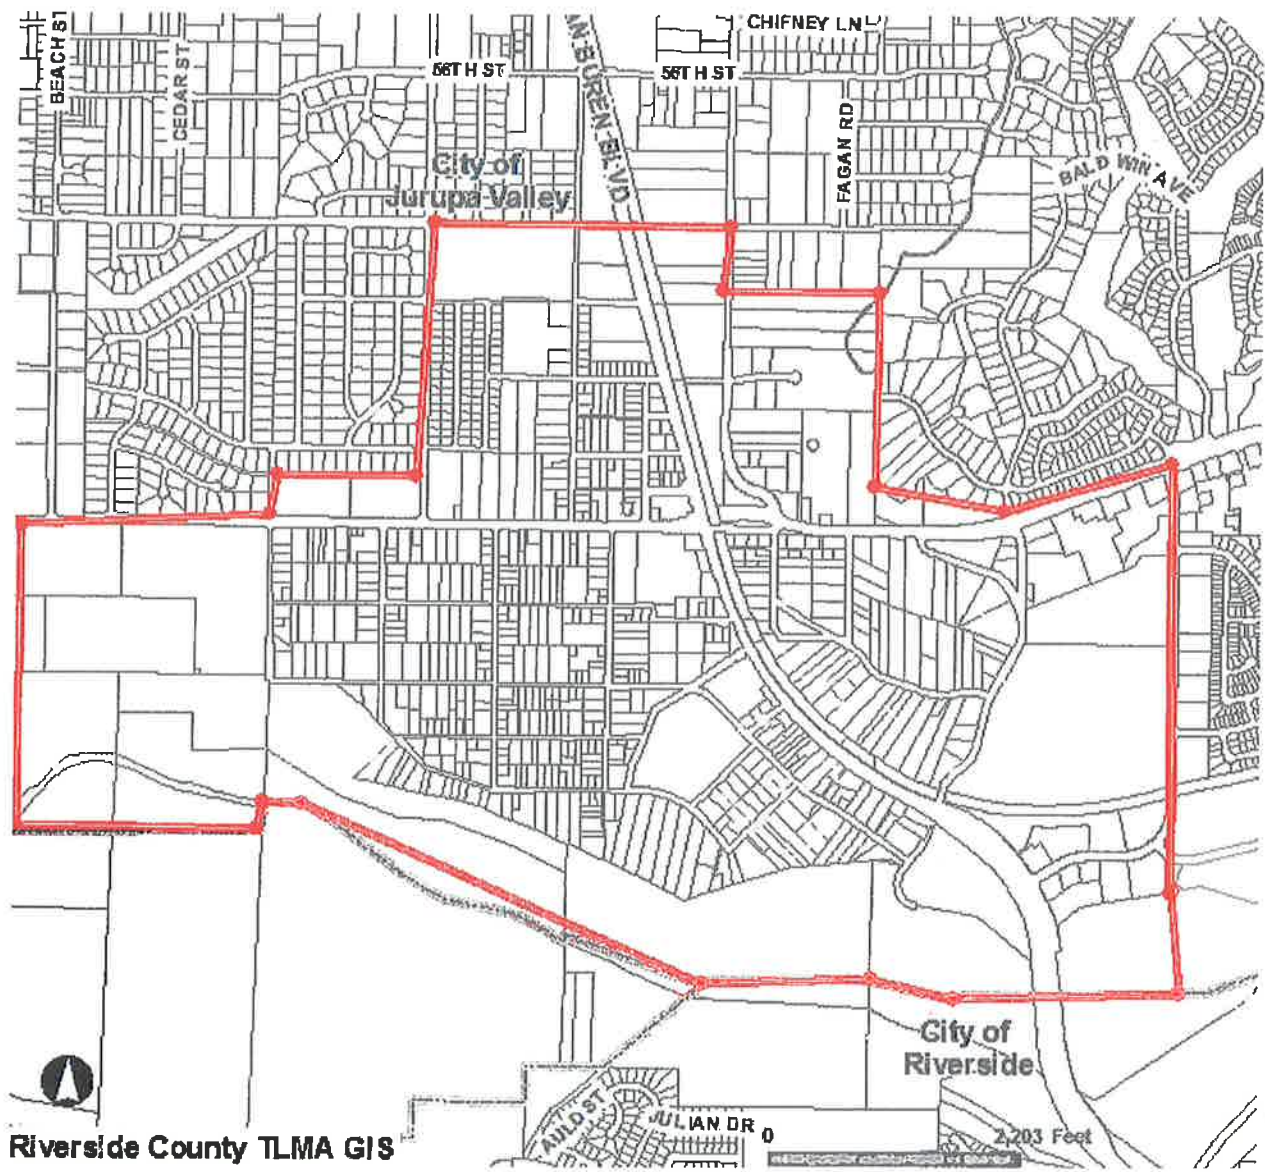 BEACH ST
CEDAR ST
56TH ST
AN BUREN BLVD
56TH ST
CHIFNEY LN
FAGAN RD
BALDWIN AVE
City of
Jurupa Valley
City of
Riverside
AULD ST
JULIAN DR
0
2,203 Feet
Riverside County TLMA GIS